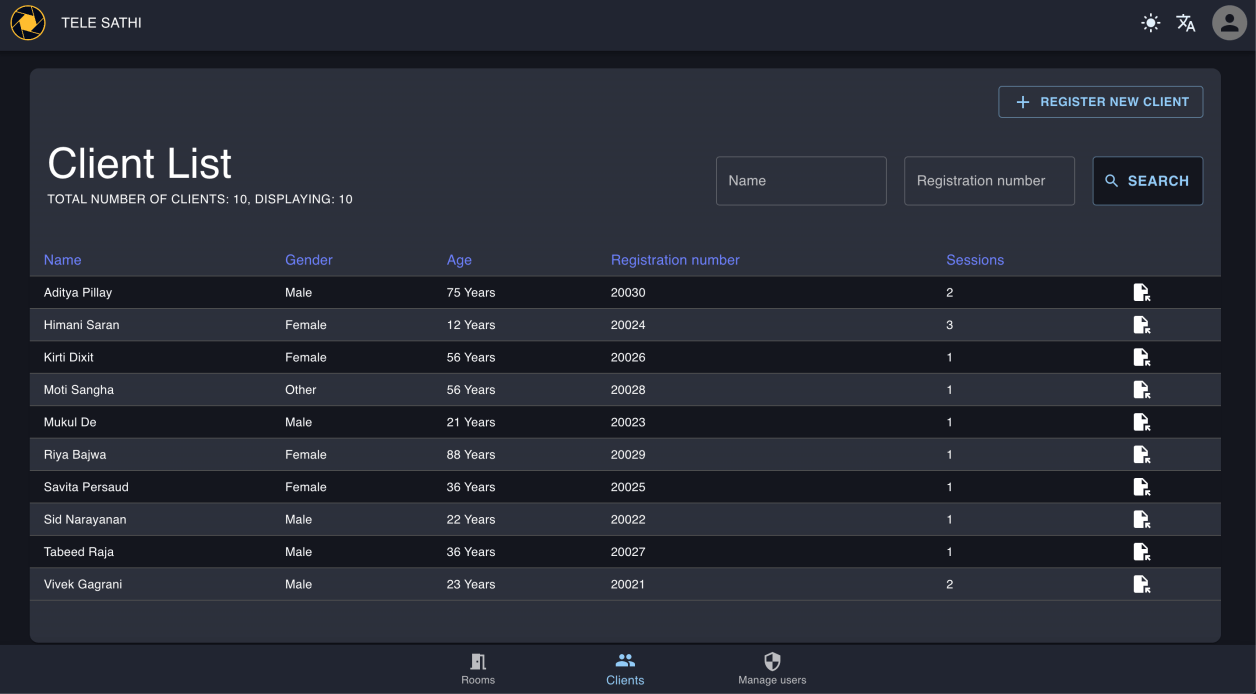 TELE SATHI
REGISTER NEW CLIENT
Client List
TOTAL NUMBER OF CLIENTS: 10, DISPLAYING: 10
Name Registration number SEARCH
Name Gender Age Registration number Sessions
Aditya Pillay Male 75 Years 20030 2
Himani Saran Female 12 Years 20024 3
Kirti Dixit Female 56 Years 20026 1
Moti Sangha Other 56 Years 20028 1
Mukul De Male 21 Years 20023 1
Riya Bajwa Female 88 Years 20029 1
Savita Persaud Female 36 Years 20025 1
Sid Narayanan Male 22 Years 20022 1
Tabeed Raja Male 36 Years 20027 1
Vivek Gagrani Male 23 Years 20021 2
Rooms Clients Manage users